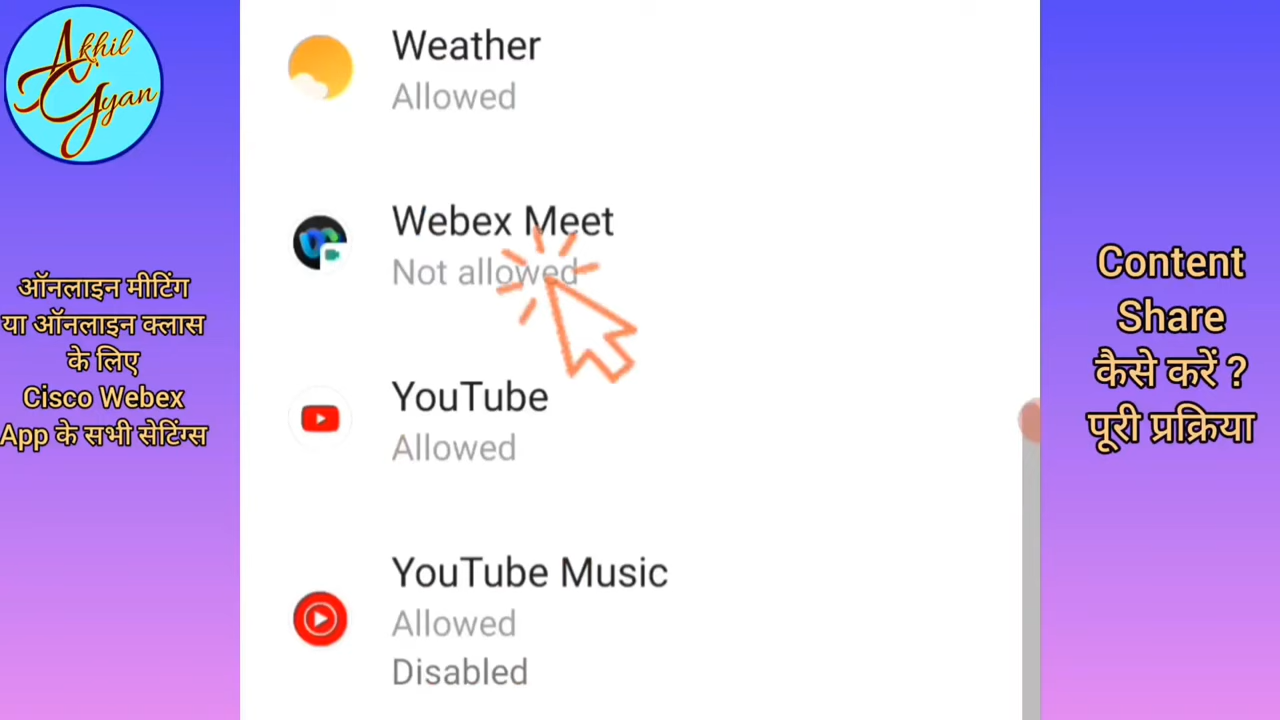 Akhil
Gyan
ऑनलाइन मीटिंग
या ऑनलाइन क्लास
के लिए
Cisco Webex
App के सभी सेटिंग्स
Weather
Allowed
Webex Meet
Not allowed
YouTube
Allowed
YouTube Music
Allowed
Disabled
Content
Share
कैसे करें ?
पूरी प्रक्रिया